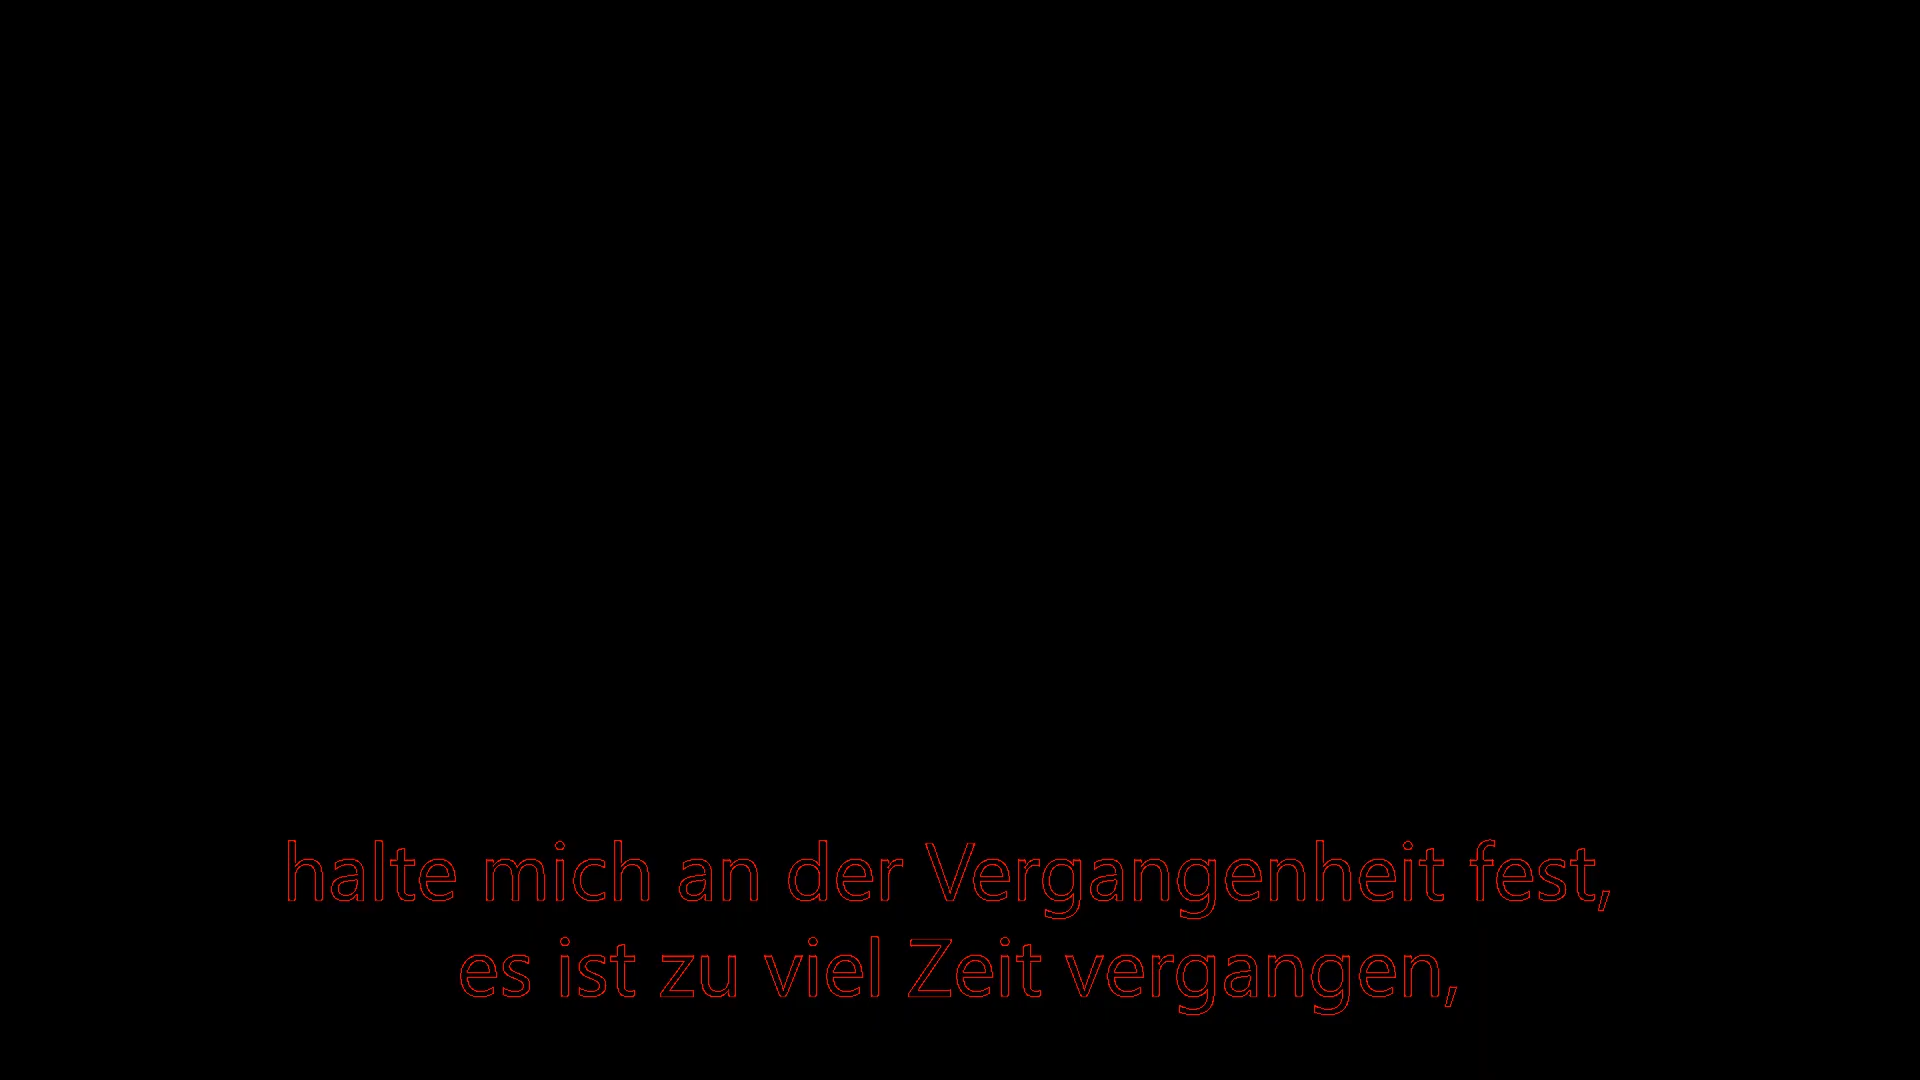 halte mich an der Vergangenheit fest,
es ist zu viel Zeit vergangen,